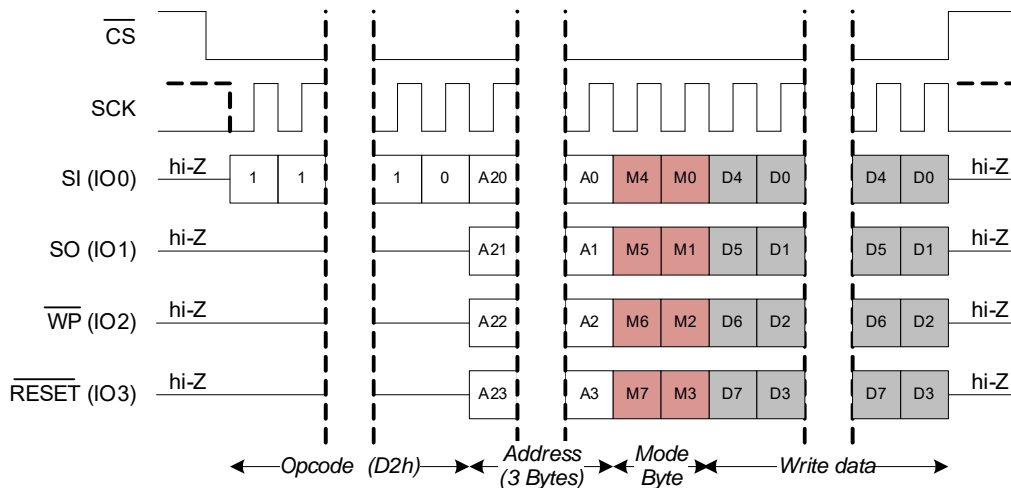 CS
SCK
hi-Z SI (IO0) 1 1 1 0 A20 A0 M4 M0 D4 D0 D4 D0 hi-Z
hi-Z SO (IO1) A21 A1 M5 M1 D5 D1 D5 D1 hi-Z
hi-Z WP (IO2) A22 A2 M6 M2 D6 D2 D6 D2 hi-Z
hi-Z RESET (IO3) A23 A3 M7 M3 D7 D3 D7 D3 hi-Z
Opcode (D2h) Address (3 Bytes) Mode Byte Write data